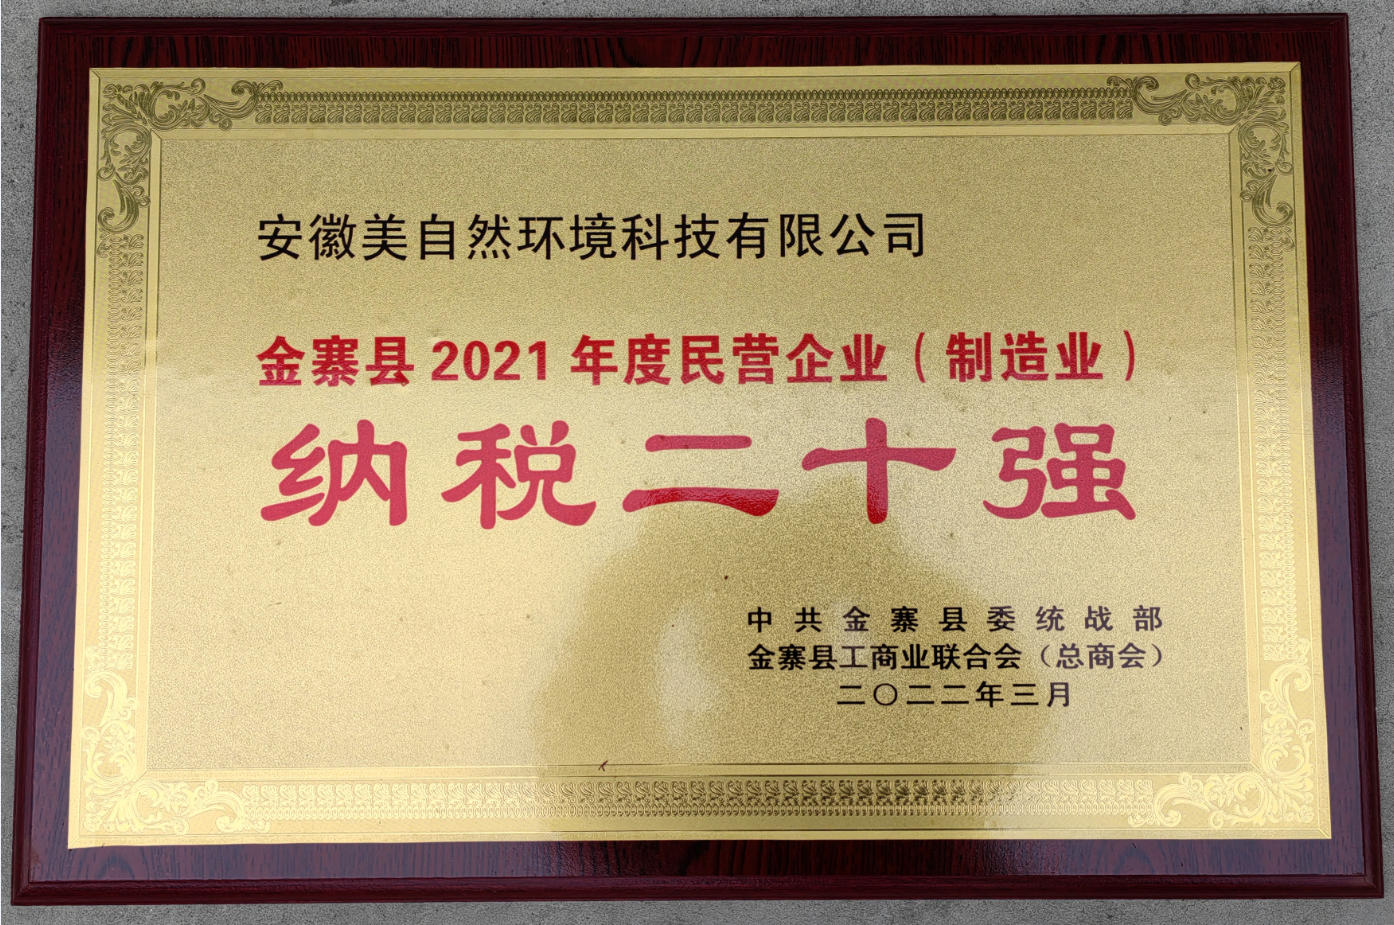 安徽美自然环境科技有限公司
金寨县2021年度民营企业（制造业）
纳税二十强
中共金寨县委统战部
金寨县工商业联合会（总商会）
二〇二二年三月